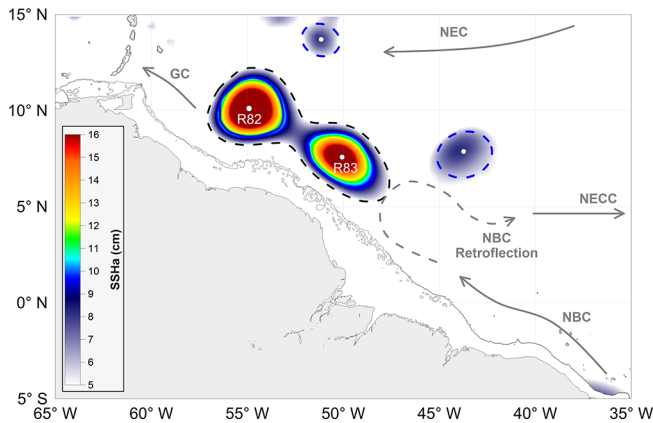 15° N
NEC
GC
10° N
R82
R83
16
15
14
13
12
11
10
9
8
7
6
5
SSHa (cm)
5° N
NECC
NBC
Retroflection
0° N
NBC
5° S
65° W
60° W
55° W
50° W
45° W
40° W
35° W